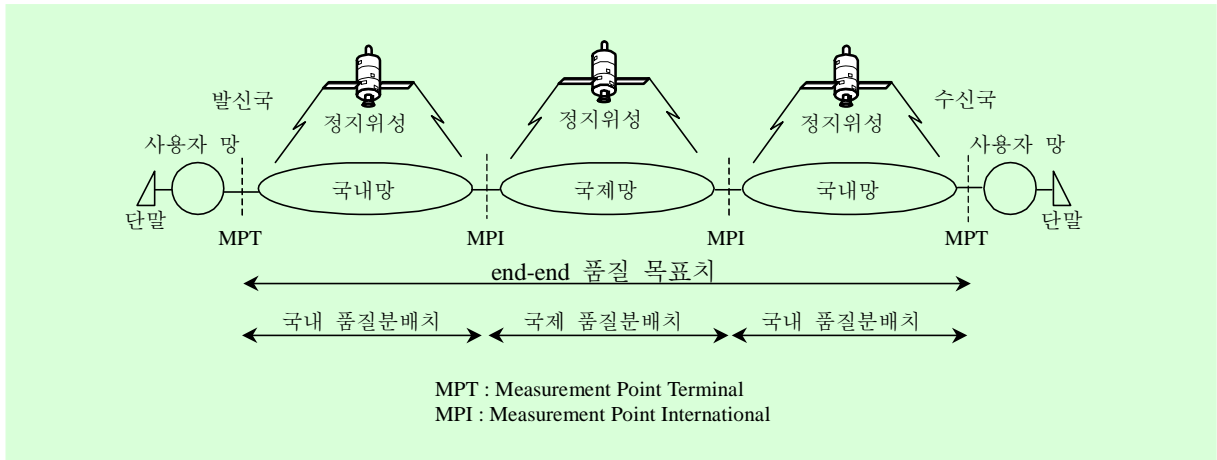 발신국
정지위성
정지위성
정지위성
수신국
사용자 망
사용자 망
국내망
국제망
국내망
단말
단말
MPT
MPI
MPI
MPT
end-end 품질 목표치
국내 품질분배치
국제 품질분배치
국내 품질분배치
MPT : Measurement Point Terminal
MPI : Measurement Point International